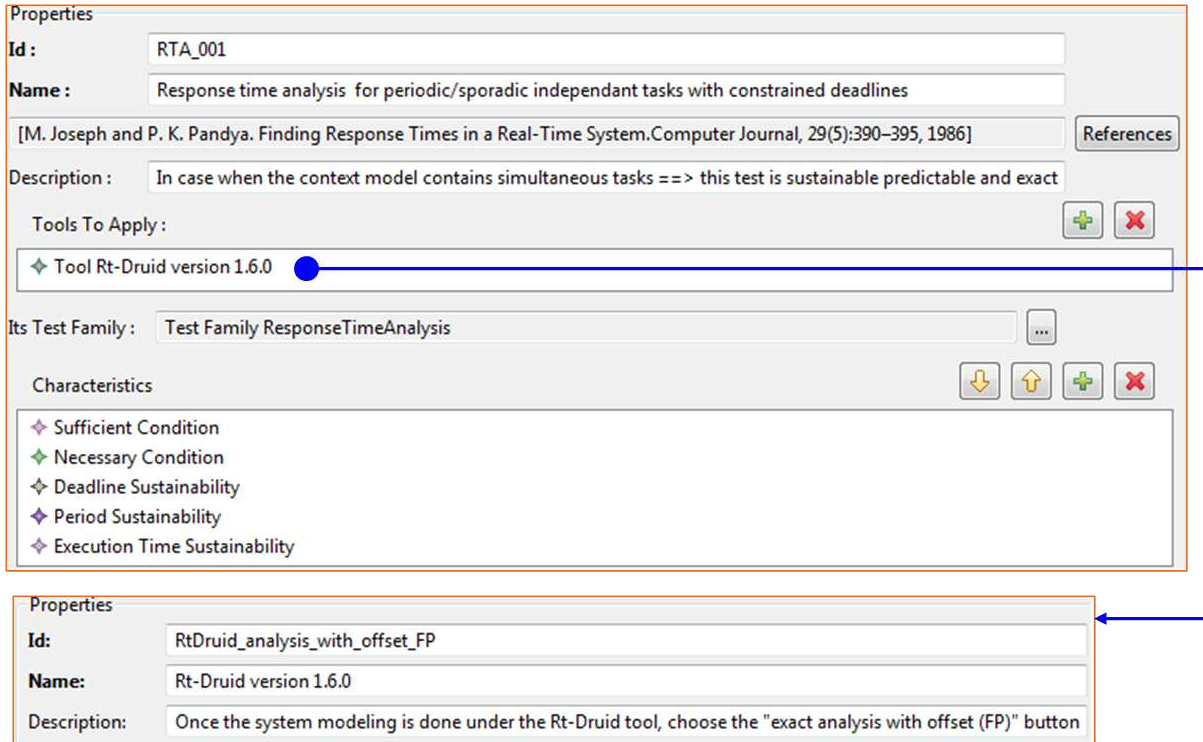 Properties
Id : RTA_001
Name : Response time analysis for periodic/sporadic independant tasks with constrained deadlines
[M. Joseph and P. K. Pandya. Finding Response Times in a Real-Time System.Computer Journal, 29(5):390–395, 1986] References
Description : In case when the context model contains simultaneous tasks ==> this test is sustainable predictable and exact
Tools To Apply :
Tool Rt-Druid version 1.6.0
Its Test Family : Test Family ResponseTimeAnalysis ...
Characteristics
Sufficient Condition
Necessary Condition
Deadline Sustainability
Period Sustainability
Execution Time Sustainability
Properties
Id: RtDruid_analysis_with_offset_FP
Name: Rt-Druid version 1.6.0
Description: Once the system modeling is done under the Rt-Druid tool, choose the "exact analysis with offset (FP)" button